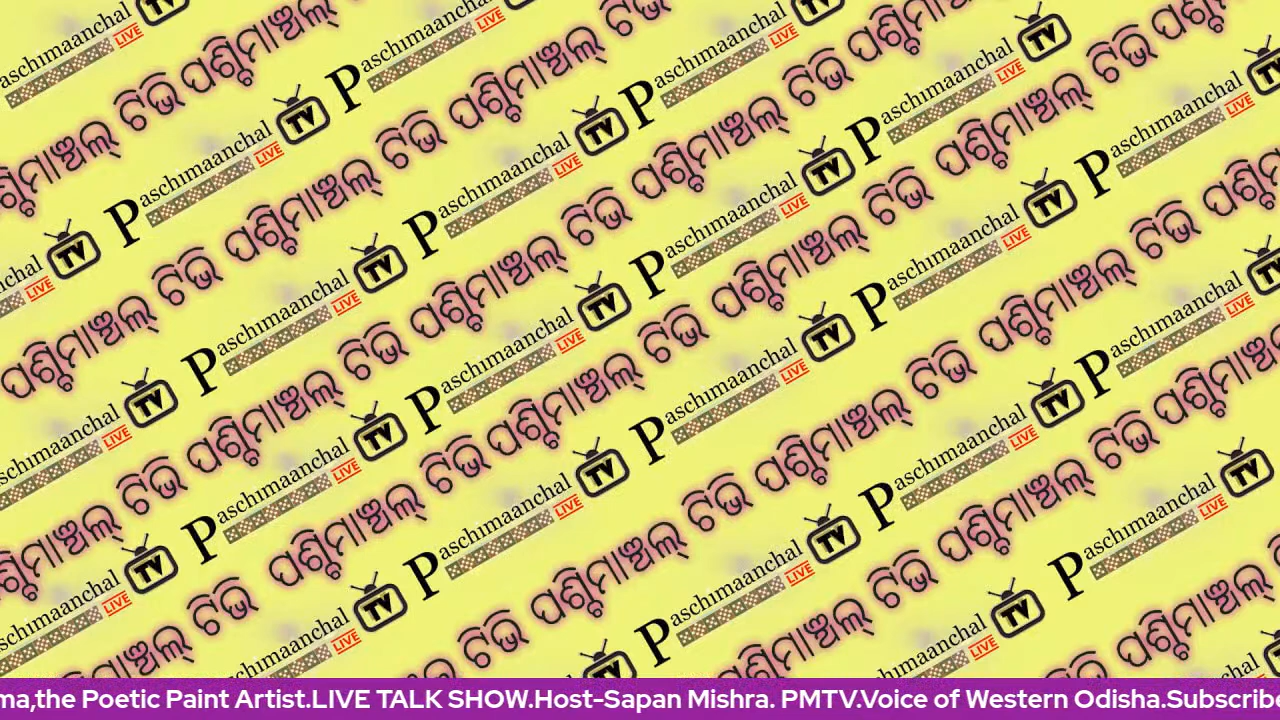 Paschimaanchal TV LIVE
ପଶ୍ଚିମାଞ୍ଚଲ୍ ଟିଭି
ma,the Poetic Paint Artist.LIVE TALK SHOW.Host-Sapan Mishra. PMTV.Voice of Western Odisha.Subscribe